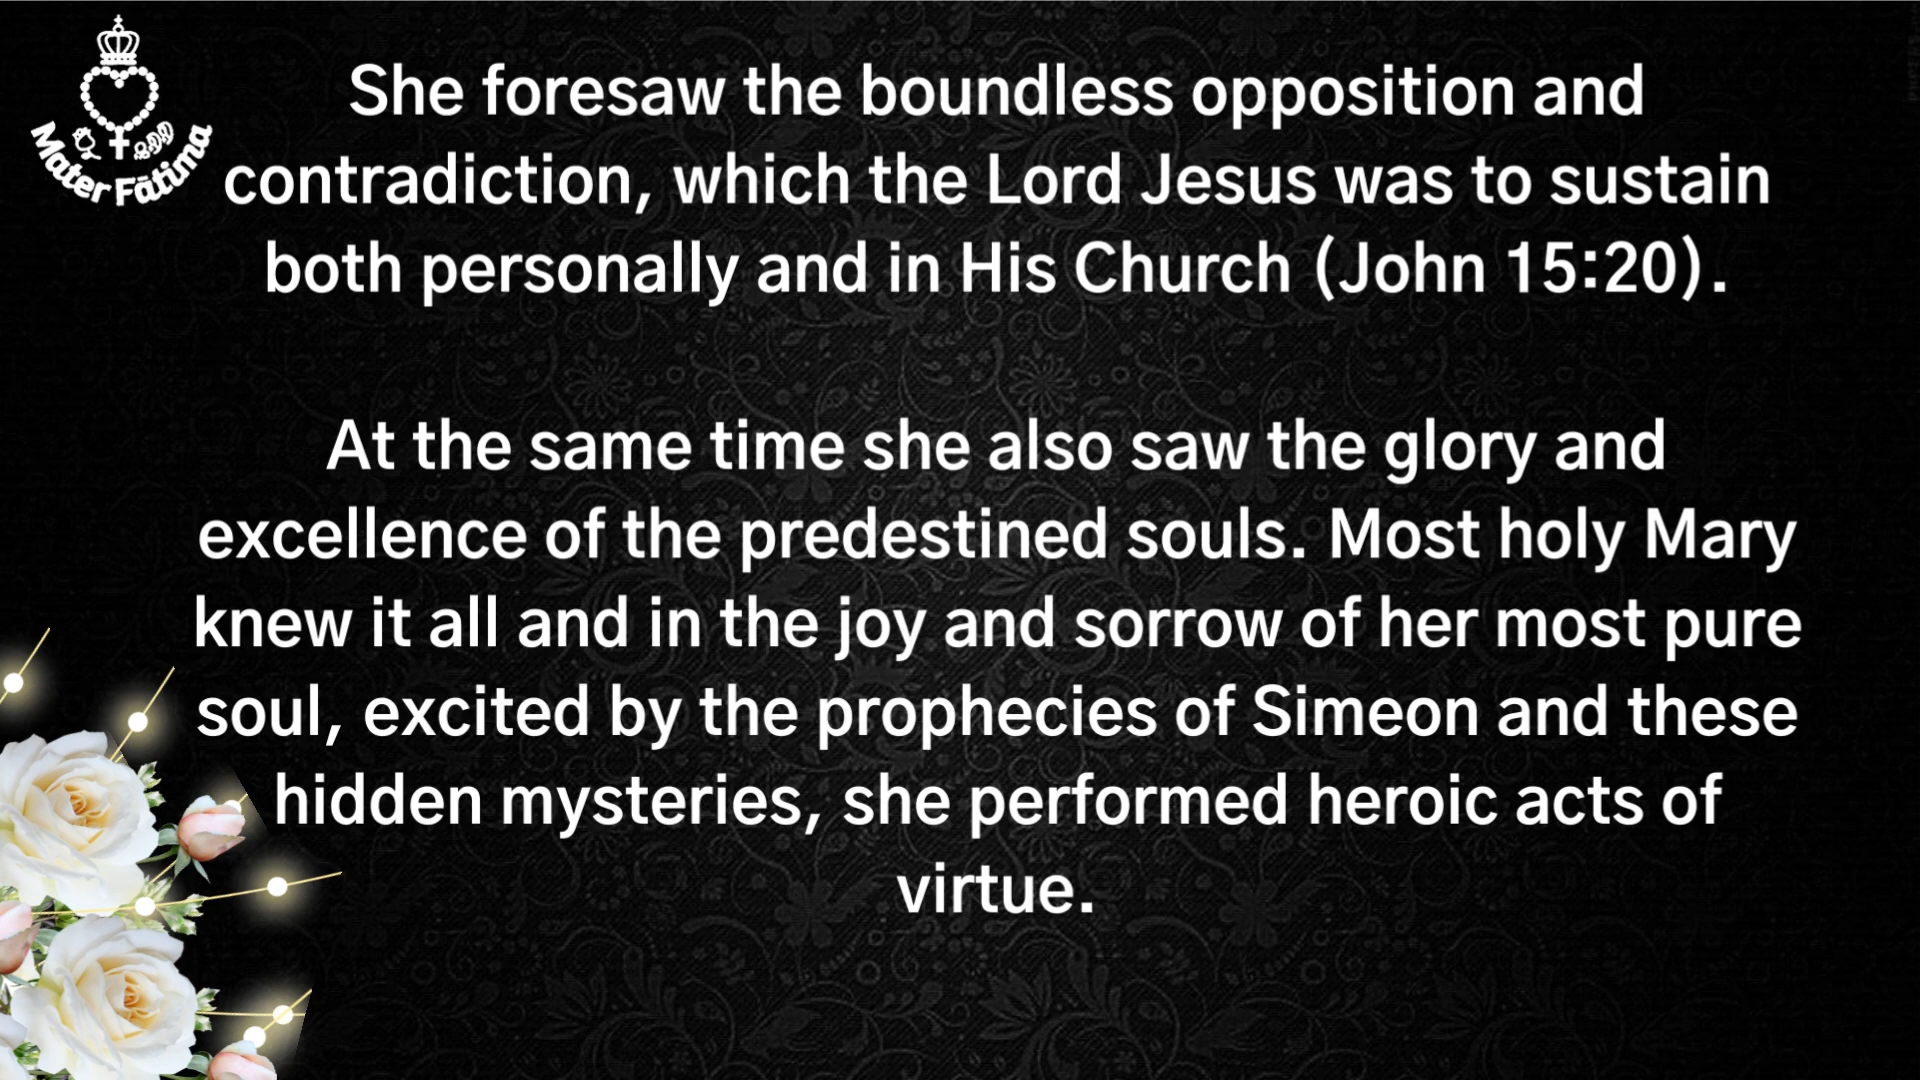 Mater Fātima
She foresaw the boundless opposition and
contradiction, which the Lord Jesus was to sustain
both personally and in His Church (John 15:20).
At the same time she also saw the glory and
excellence of the predestined souls. Most holy Mary
knew it all and in the joy and sorrow of her most pure
soul, excited by the prophecies of Simeon and these
hidden mysteries, she performed heroic acts of
virtue.